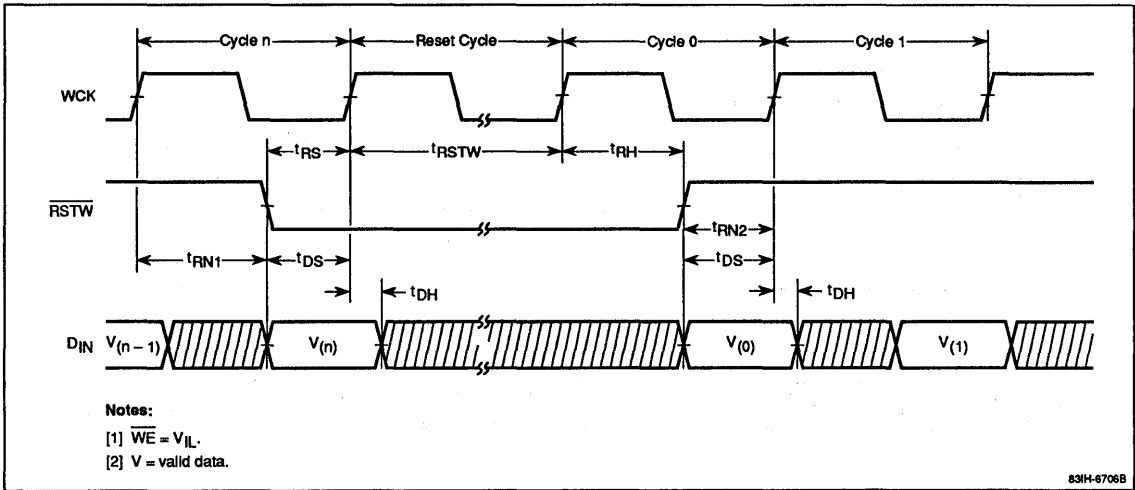 Cycle n Reset Cycle Cycle 0 Cycle 1
WCK
tRS tRSTW tRH
RSTW
tRN2
tRN1 tDS tDS
tDH tDH
DIN V(n – 1) V(n) V(0) V(1)
Notes:
[1] WE = VIL.
[2] V = valid data.
83IH-6706B